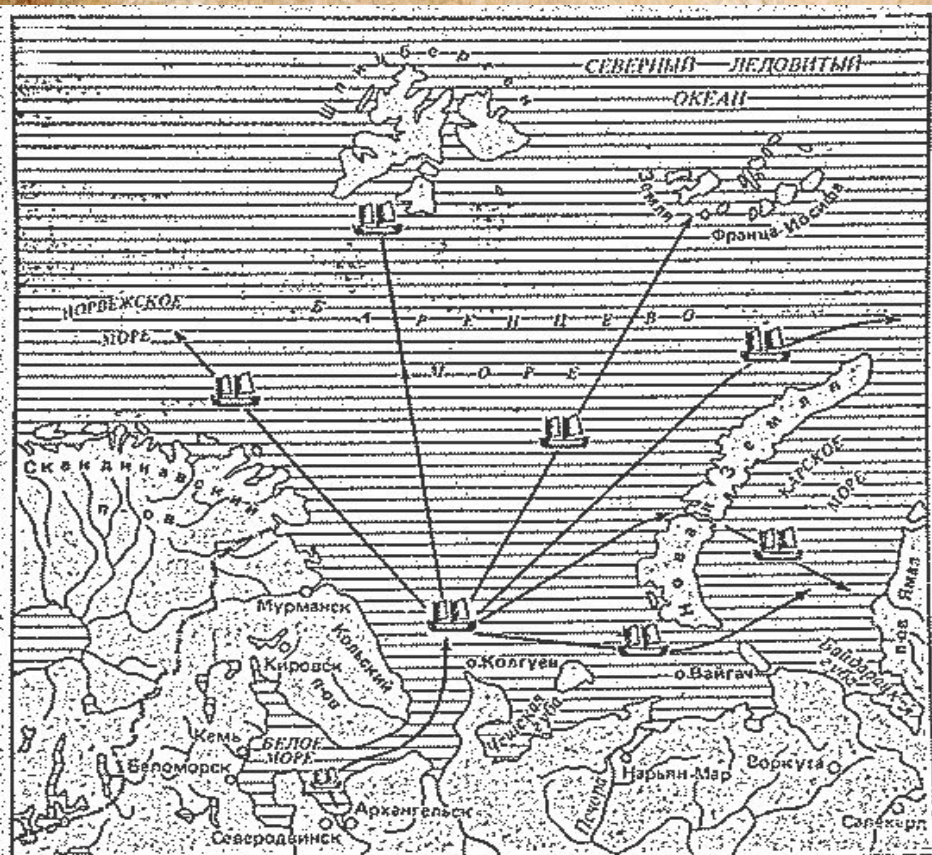 Шпицберген
СЕВЕРНЫЙ ЛЕДОВИТЫЙ
ОКЕАН
Земля
Франца-Иосифа
НОРВЕЖСКОЕ
МОРЕ
БАРЕНЦЕВО
МОРЕ
Скандинавский
п-ов
Новая Земля
КАРСКОЕ
МОРЕ
п-ов Ямал
Мурманск
Кольский
п-ов
Кировск
о.Колгуев
о.Вайгач
Байдарацкая
губа
Чёшская
губа
Кемь
БЕЛОЕ
МОРЕ
Беломорск
Нарьян-Мар
Воркута
Печора
Архангельск
Северодвинск
Салехард